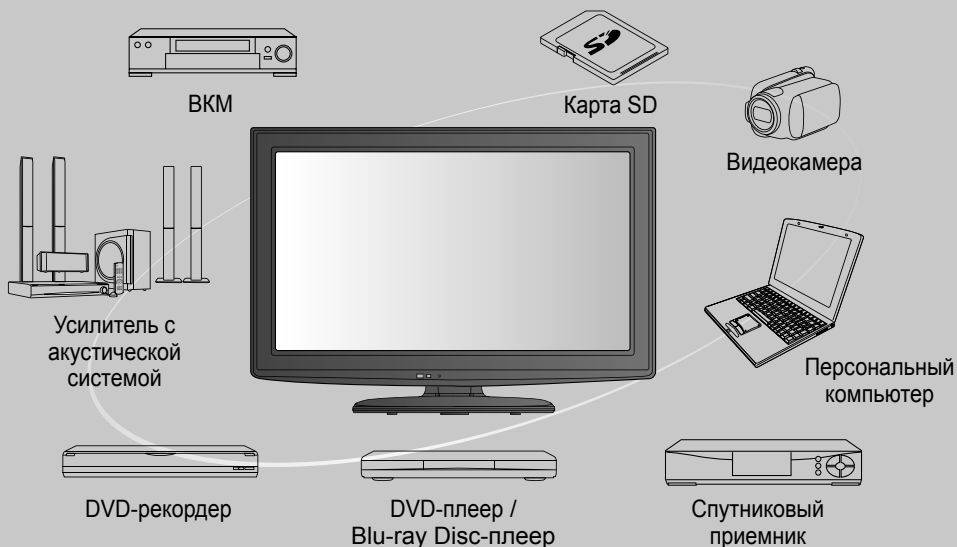 ВКМ
Карта SD
Видеокамера
Усилитель с
акустической
системой
Персональный
компьютер
DVD-рекордер
DVD-плеер /
Blu-ray Disc-плеер
Спутниковый
приемник